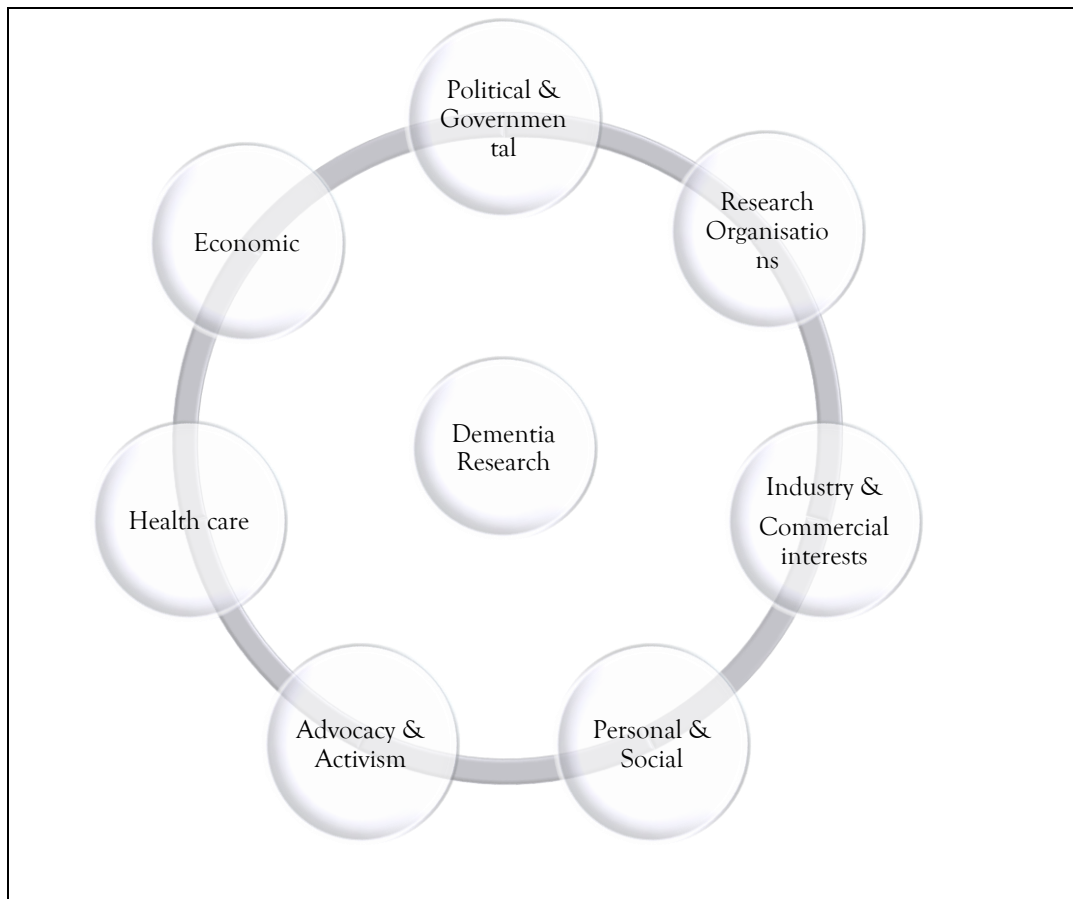 Political &
Governmen
tal
Research
Organisatio
ns
Economic
Dementia
Research
Industry &
Commercial
interests
Health care
Advocacy &
Activism
Personal &
Social